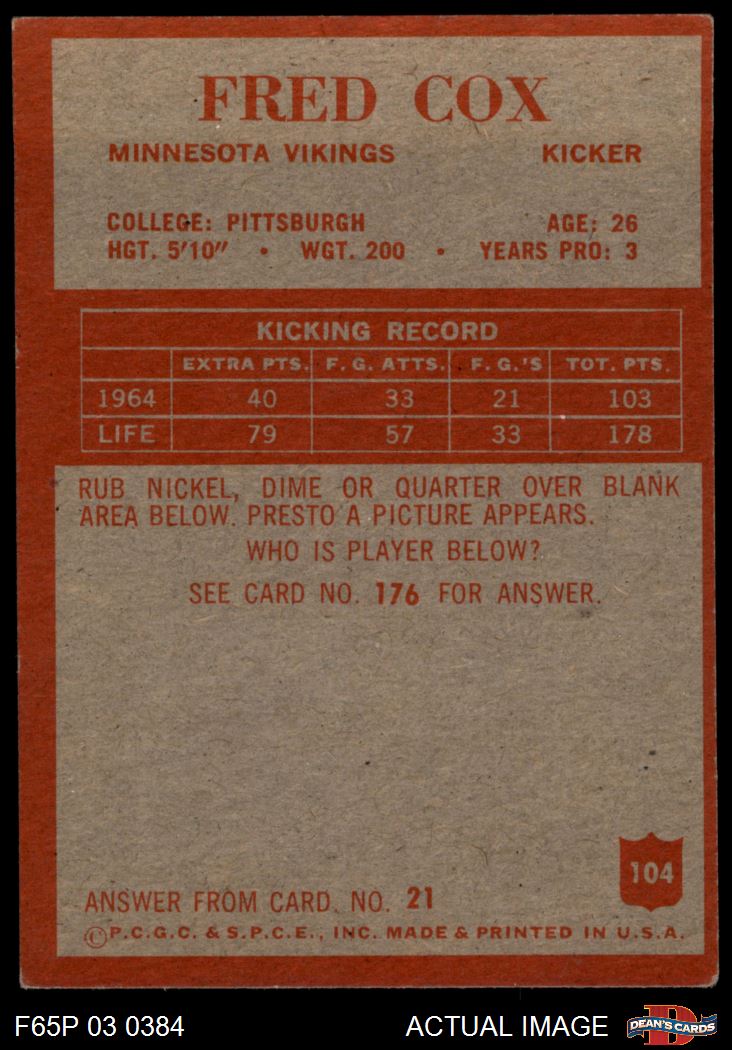 FRED COX
MINNESOTA VIKINGS KICKER
COLLEGE: PITTSBURGH AGE: 26
HGT. 5'10" • WGT. 200 • YEARS PRO: 3
KICKING RECORD
EXTRA PTS. F.G. ATTS. F.G.'S TOT. PTS.
1964 40 33 21 103
LIFE 79 57 33 178
RUB NICKEL, DIME OR QUARTER OVER BLANK
AREA BELOW. PRESTO A PICTURE APPEARS.
WHO IS PLAYER BELOW?
SEE CARD NO. 176 FOR ANSWER.
104
ANSWER FROM CARD. NO. 21
©P.C.G.C. & S.P.C.E., INC. MADE & PRINTED IN U.S.A.
F65P 03 0384 ACTUAL IMAGE D DEAN'S CARDS